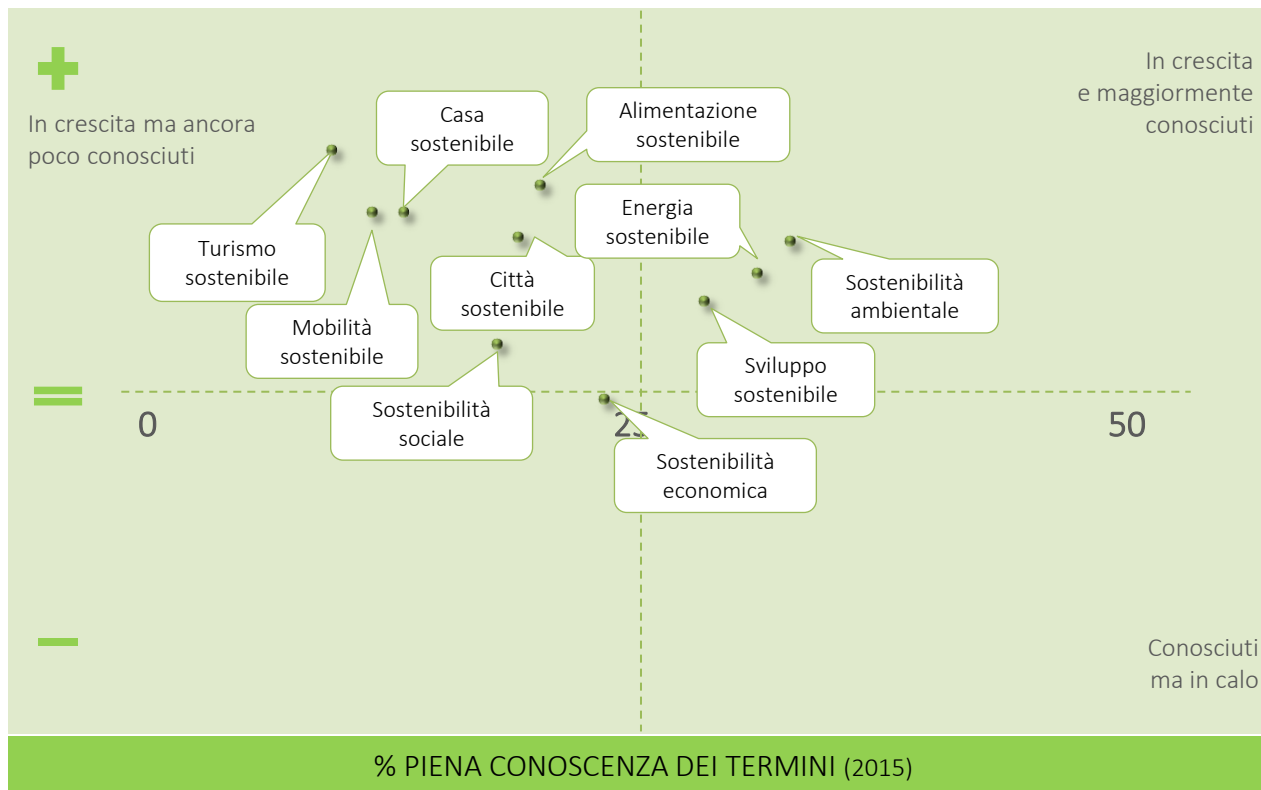 In crescita ma ancora
poco conosciuti
In crescita
e maggiormente
conosciuti
Casa
sostenibile
Alimentazione
sostenibile
Energia
sostenibile
Turismo
sostenibile
Città
sostenibile
Sostenibilità
ambientale
Mobilità
sostenibile
Sviluppo
sostenibile
Sostenibilità
sociale
Sostenibilità
economica
0
25
50
Conosciuti
ma in calo
% PIENA CONOSCENZA DEI TERMINI (2015)